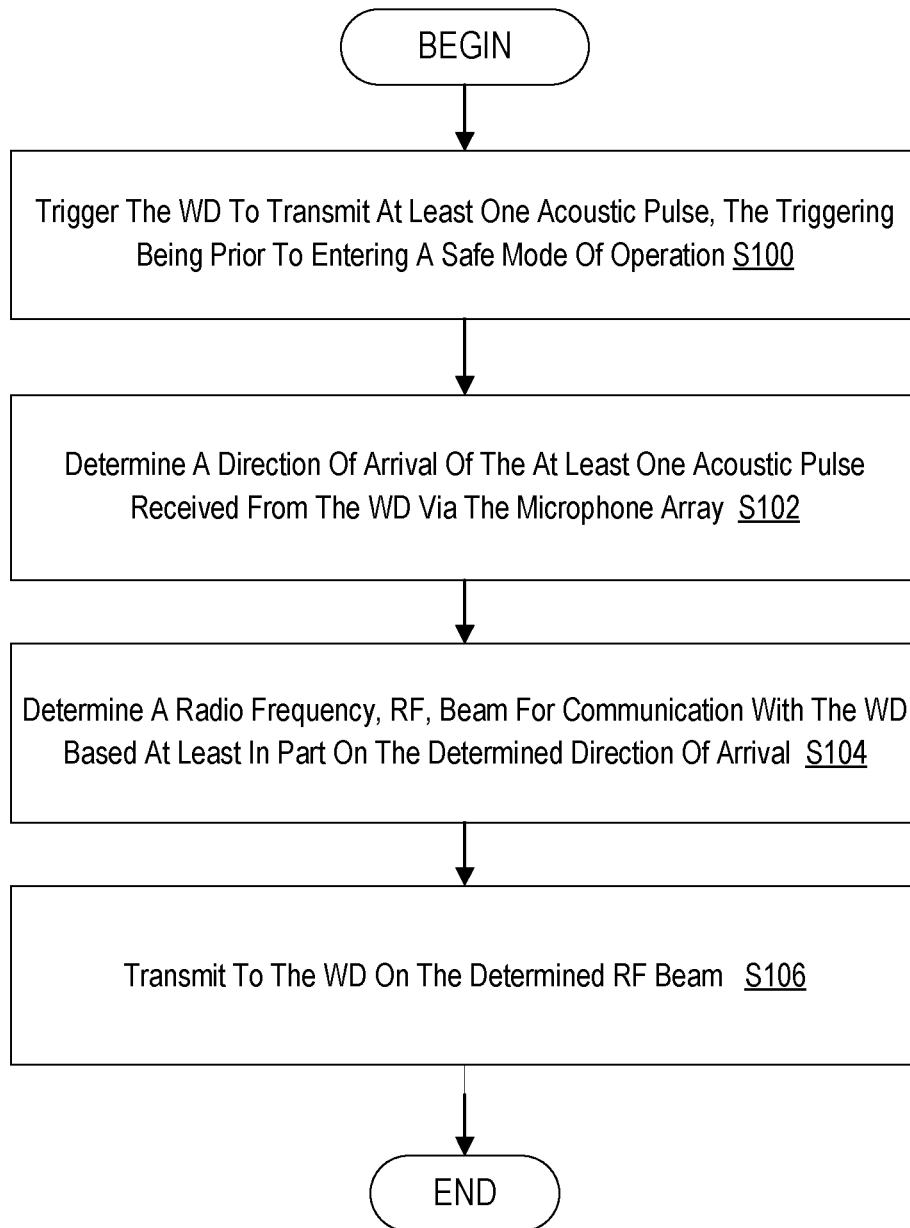 BEGIN
Trigger The WD To Transmit At Least One Acoustic Pulse, The Triggering
Being Prior To Entering A Safe Mode Of Operation S100
Determine A Direction Of Arrival Of The At Least One Acoustic Pulse
Received From The WD Via The Microphone Array S102
Determine A Radio Frequency, RF, Beam For Communication With The WD
Based At Least In Part On The Determined Direction Of Arrival S104
Transmit To The WD On The Determined RF Beam S106
END